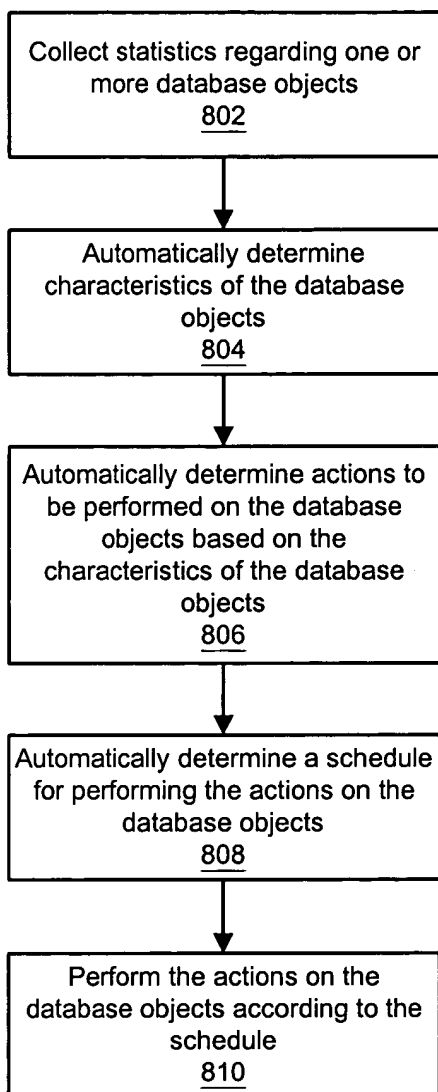 Collect statistics regarding one or
more database objects
802
Automatically determine
characteristics of the database
objects
804
Automatically determine actions to
be performed on the database
objects based on the
characteristics of the database
objects
806
Automatically determine a schedule
for performing the actions on the
database objects
808
Perform the actions on the
database objects according to the
schedule
810